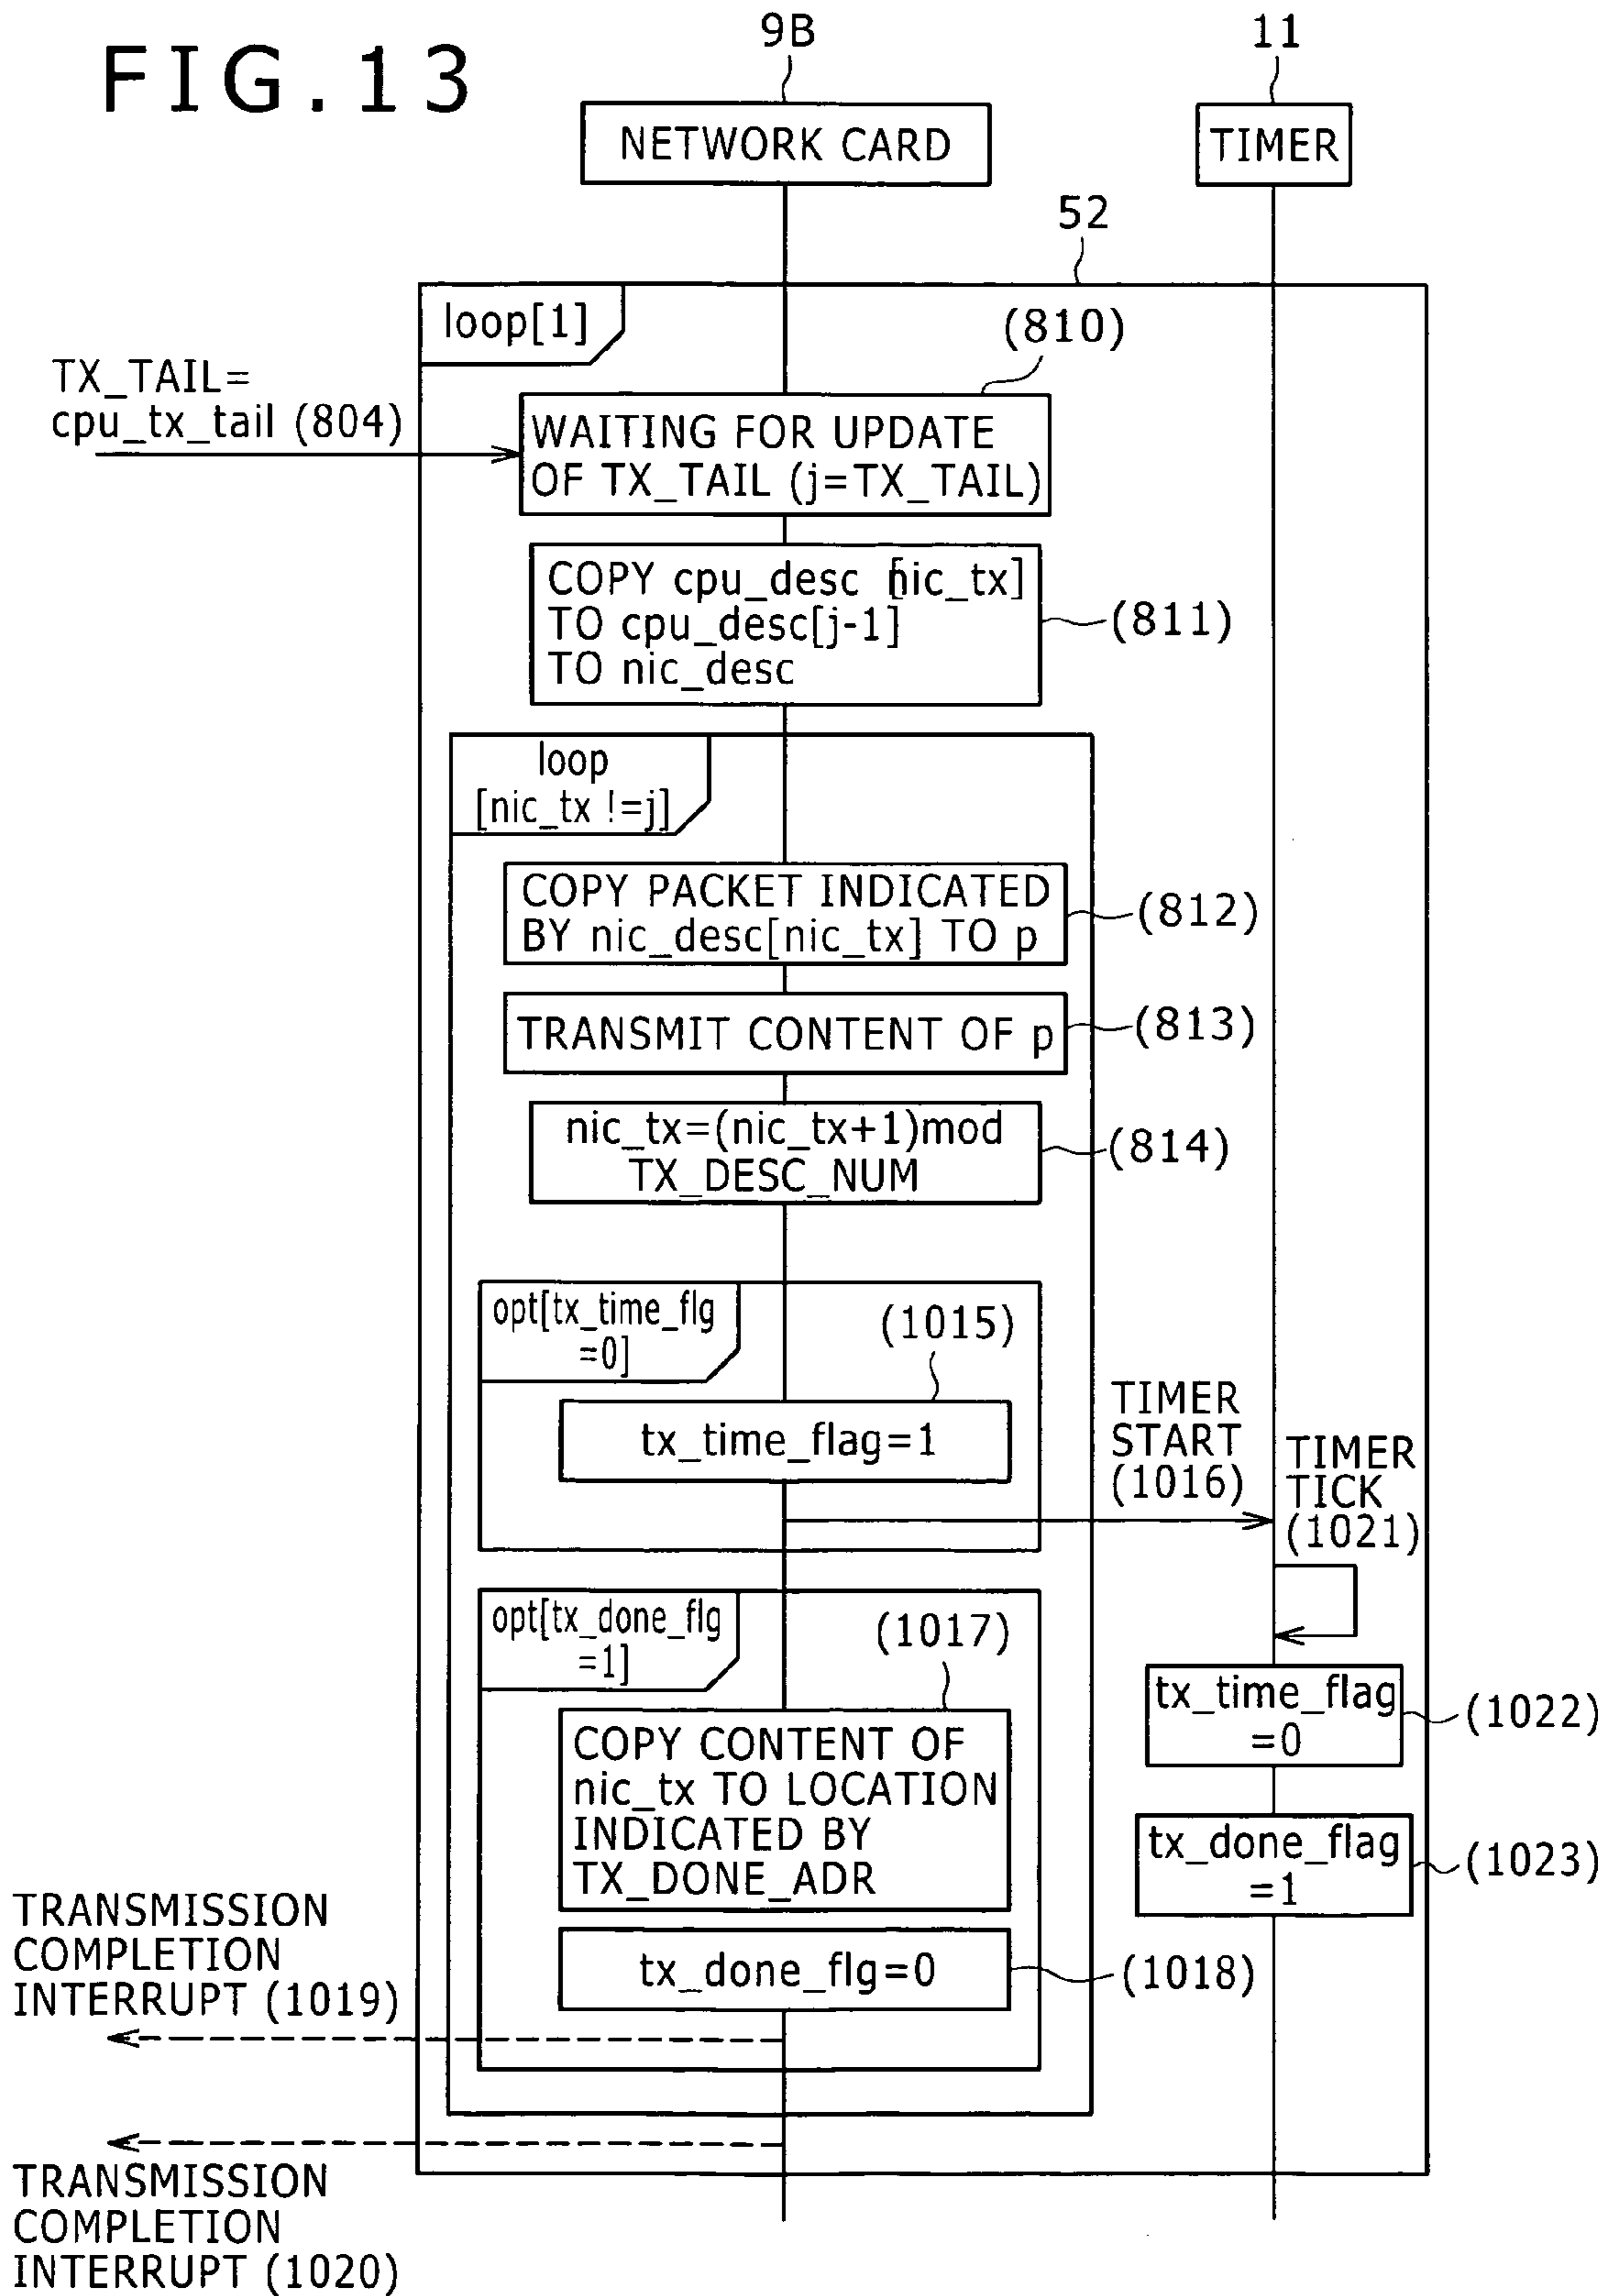 FIG.13
9B
11
NETWORK CARD
TIMER
52
loop[1]
(810)
TX_TAIL=
cpu_tx_tail (804)
WAITING FOR UPDATE
OF TX_TAIL (j=TX_TAIL)
COPY cpu_desc [nic_tx]
TO cpu_desc[j-1]
TO nic_desc
(811)
loop
[nic_tx !=j]
COPY PACKET INDICATED
BY nic_desc[nic_tx] TO p
(812)
TRANSMIT CONTENT OF p
(813)
nic_tx=(nic_tx+1)mod
TX_DESC_NUM
(814)
opt[tx_time_flg
=0]
(1015)
tx_time_flag=1
TIMER
START
(1016)
TIMER
TICK
(1021)
opt[tx_done_flg
=1]
(1017)
COPY CONTENT OF
nic_tx TO LOCATION
INDICATED BY
TX_DONE_ADR
tx_time_flag
=0
(1022)
tx_done_flag
=1
(1023)
tx_done_flg=0
(1018)
TRANSMISSION
COMPLETION
INTERRUPT (1019)
TRANSMISSION
COMPLETION
INTERRUPT (1020)